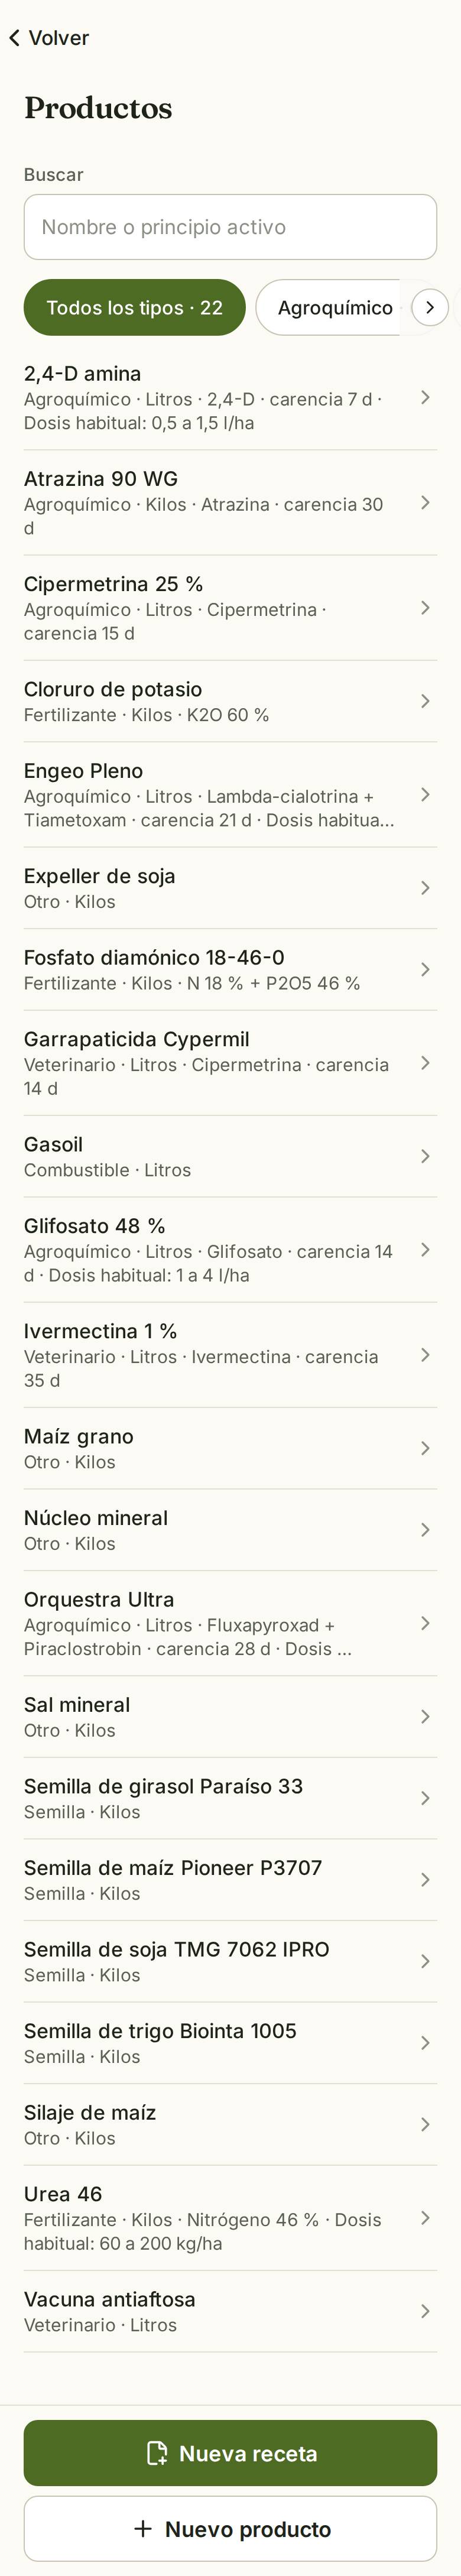 Volver
Productos
Buscar
Nombre o principio activo
Todos los tipos · 22
Agroquímico ·
2,4-D amina
Agroquímico · Litros · 2,4-D · carencia 7 d ·
Dosis habitual: 0,5 a 1,5 l/ha
Atrazina 90 WG
Agroquímico · Kilos · Atrazina · carencia 30
d
Cipermetrina 25 %
Agroquímico · Litros · Cipermetrina ·
carencia 15 d
Cloruro de potasio
Fertilizante · Kilos · K2O 60 %
Engeo Pleno
Agroquímico · Litros · Lambda-cialotrina +
Tiametoxam · carencia 21 d · Dosis habitua...
Expeller de soja
Otro · Kilos
Fosfato diamónico 18-46-0
Fertilizante · Kilos · N 18 % + P2O5 46 %
Garrapaticida Cypermil
Veterinario · Litros · Cipermetrina · carencia
14 d
Gasoil
Combustible · Litros
Glifosato 48 %
Agroquímico · Litros · Glifosato · carencia 14
d · Dosis habitual: 1 a 4 l/ha
Ivermectina 1 %
Veterinario · Litros · Ivermectina · carencia
35 d
Maíz grano
Otro · Kilos
Núcleo mineral
Otro · Kilos
Orquestra Ultra
Agroquímico · Litros · Fluxapyroxad +
Piraclostrobin · carencia 28 d · Dosis ...
Sal mineral
Otro · Kilos
Semilla de girasol Paraíso 33
Semilla · Kilos
Semilla de maíz Pioneer P3707
Semilla · Kilos
Semilla de soja TMG 7062 IPRO
Semilla · Kilos
Semilla de trigo Biointa 1005
Semilla · Kilos
Silaje de maíz
Otro · Kilos
Urea 46
Fertilizante · Kilos · Nitrógeno 46 % · Dosis
habitual: 60 a 200 kg/ha
Vacuna antiaftosa
Veterinario · Litros
Nueva receta
Nuevo producto